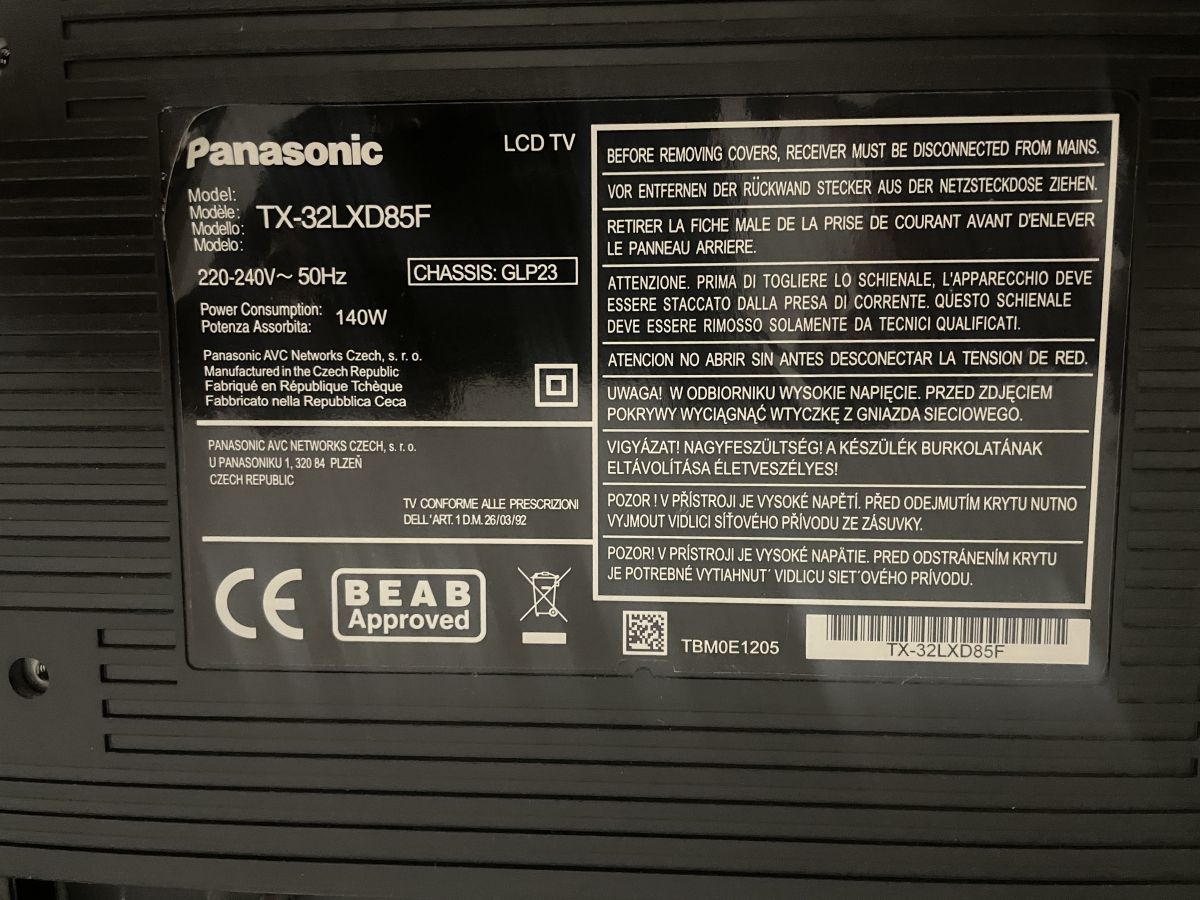 Panasonic
LCD TV
Model:
Modèle:
Modello:
Modelo:
TX-32LXD85F
220-240V~ 50Hz
CHASSIS: GLP23
Power Consumption:
Potenza Assorbita:
140W
Panasonic AVC Networks Czech, s. r. o.
Manufactured in the Czech Republic
Fabriqué en République Tchèque
Fabbricato nella Repubblica Ceca
PANASONIC AVC NETWORKS CZECH, s. r. o.
U PANASONIKU 1, 320 84 PLZEŇ
CZECH REPUBLIC
TV CONFORME ALLE PRESCRIZIONI
DELL'ART. 1 D.M. 26/03/92
CE
BEAB
Approved
BEFORE REMOVING COVERS, RECEIVER MUST BE DISCONNECTED FROM MAINS.
VOR ENTFERNEN DER RÜCKWAND STECKER AUS DER NETZSTECKDOSE ZIEHEN.
RETIRER LA FICHE MALE DE LA PRISE DE COURANT AVANT D'ENLEVER
LE PANNEAU ARRIERE.
ATTENZIONE. PRIMA DI TOGLIERE LO SCHIENALE, L'APPARECCHIO DEVE
ESSERE STACCATO DALLA PRESA DI CORRENTE. QUESTO SCHIENALE
DEVE ESSERE RIMOSSO SOLAMENTE DA TECNICI QUALIFICATI.
ATENCION NO ABRIR SIN ANTES DESCONECTAR LA TENSION DE RED.
UWAGA! W ODBIORNIKU WYSOKIE NAPIĘCIE. PRZED ZDJĘCIEM
POKRYWY WYCIĄGNĄĆ WTYCZKĘ Z GNIAZDA SIECIOWEGO.
VIGYÁZAT! NAGYFESZÜLTSÉG! A KÉSZÜLÉK BURKOLATÁNAK
ELTÁVOLÍTÁSA ÉLETVESZÉLYES!
POZOR ! V PŘÍSTROJI JE VYSOKÉ NAPĚTÍ. PŘED ODEJMUTÍM KRYTU NUTNO
VYJMOUT VIDLICI SÍŤOVÉHO PŘÍVODU ZE ZÁSUVKY.
POZOR! V PRÍSTROJI JE VYSOKÉ NAPÄTIE. PRED ODSTRÁNENÍM KRYTU
JE POTREBNÉ VYTIAHNUT´ VIDLICU SIET´OVÉHO PRÍVODU.
TBM0E1205
TX-32LXD85F